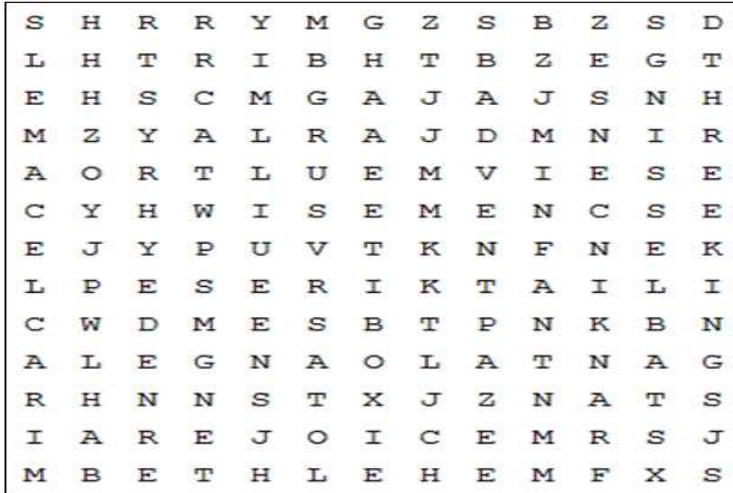 S H R R Y M G Z S B Z S D
L H T R I B H T B Z E G T
E H S C M G A J A J S N H
M Z Y A L R A J D M N I R
A O R T L U E M V I E S E
C Y H W I S E M E N C S E
E J Y P U V T K N F N E K
L P E S E R I K T A I L I
C W D M E S B T P N K B N
A L E G N A O L A T N A G
R H N N S T X J Z N A T S
I A R E J O I C E M R S J
M B E T H L E H E M F X S